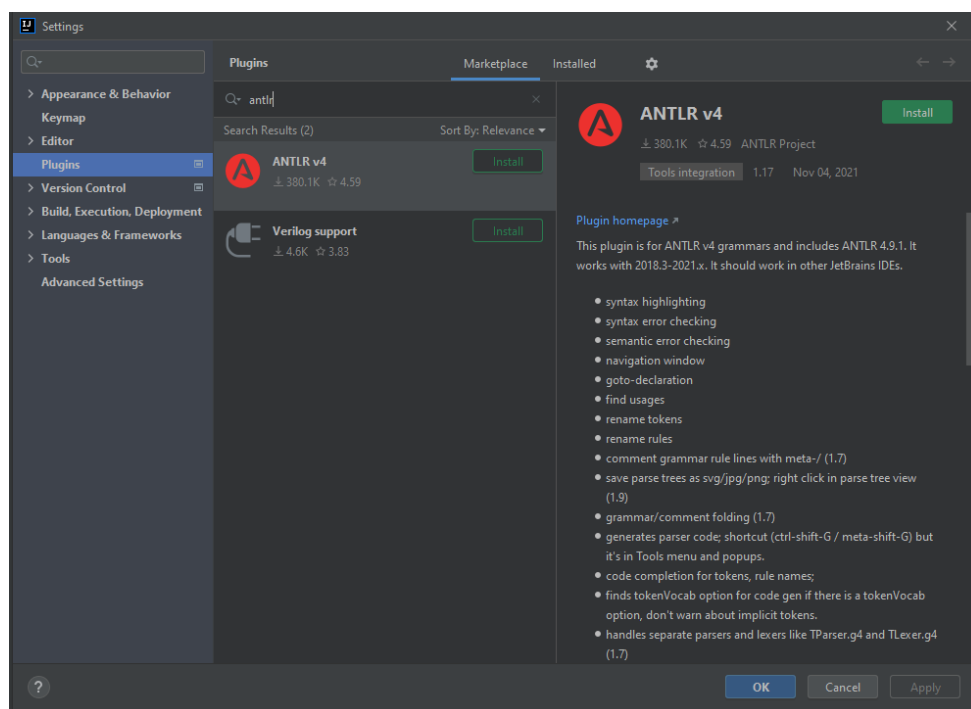 Settings
Appearance & Behavior
Keymap
Editor
Plugins
Version Control
Build, Execution, Deployment
Languages & Frameworks
Tools
Advanced Settings
Plugins
Marketplace
Installed
antlr
Search Results (2)
Sort By: Relevance
ANTLR v4
380.1K 4.59
Install
Verilog support
4.6K 3.83
Install
ANTLR v4
Install
380.1K 4.59 ANTLR Project
Tools integration 1.17 Nov 04, 2021
Plugin homepage
This plugin is for ANTLR v4 grammars and includes ANTLR 4.9.1. It
works with 2018.3-2021.x. It should work in other JetBrains IDEs.
syntax highlighting
syntax error checking
semantic error checking
navigation window
goto-declaration
find usages
rename tokens
rename rules
comment grammar rule lines with meta-/ (1.7)
save parse trees as svg/jpg/png; right click in parse tree view
(1.9)
grammar/comment folding (1.7)
generates parser code; shortcut (ctrl-shift-G / meta-shift-G) but
it's in Tools menu and popups.
code completion for tokens, rule names;
finds tokenVocab option for code gen if there is a tokenVocab
option, don't warn about implicit tokens.
handles separate parsers and lexers like TParser.g4 and TLexer.g4
(1.7)
?
OK
Cancel
Apply